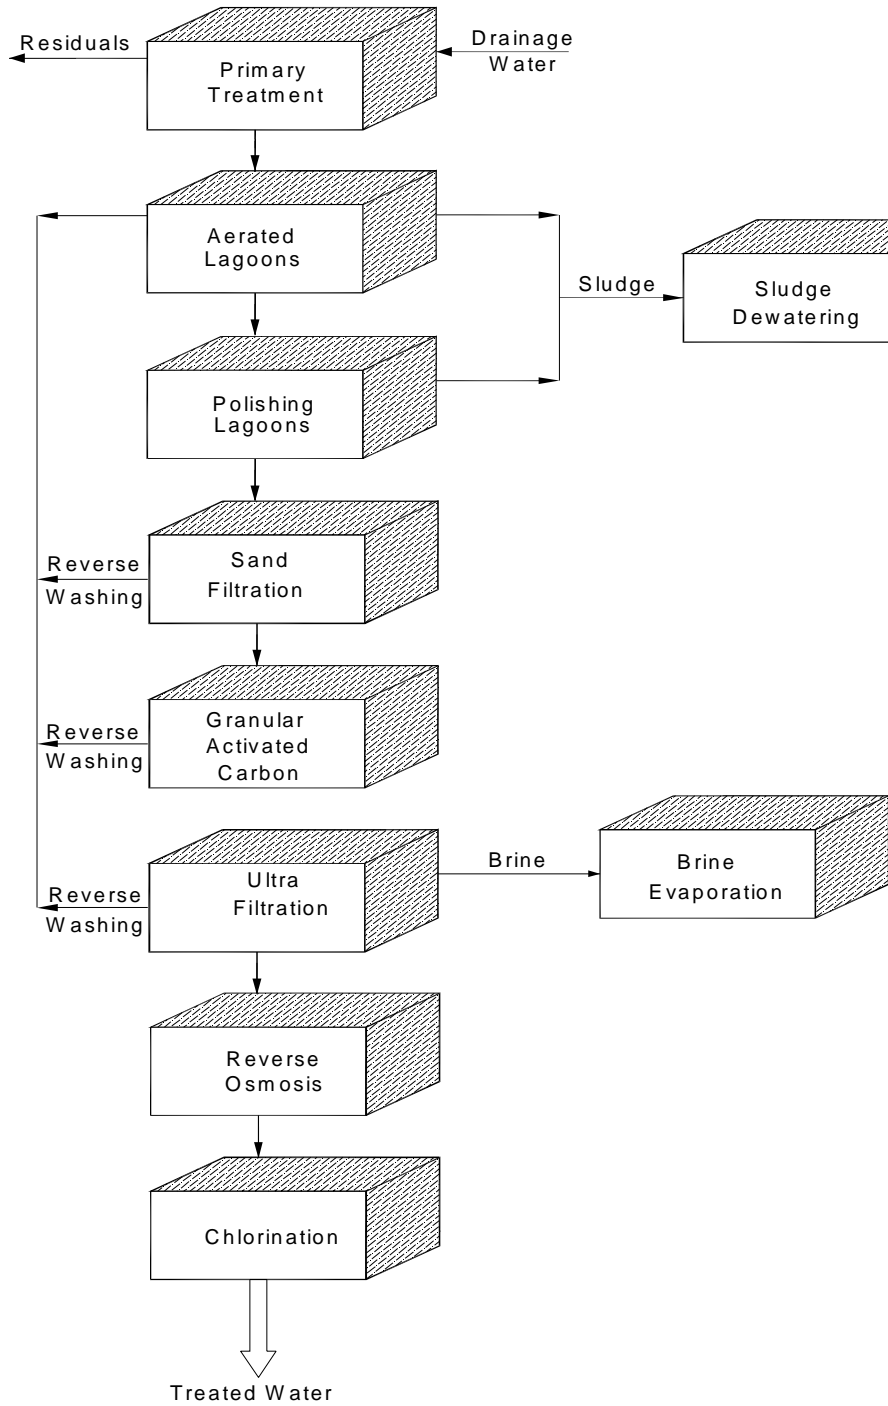 Residuals
Drainage
Water
Primary
Treatment
Aerated
Lagoons
Sludge
Sludge
Dewatering
Polishing
Lagoons
Reverse
Washing
Sand
Filtration
Reverse
Washing
Granular
Activated
Carbon
Reverse
Washing
Ultra
Filtration
Brine
Brine
Evaporation
Reverse
Osmosis
Chlorination
Treated Water